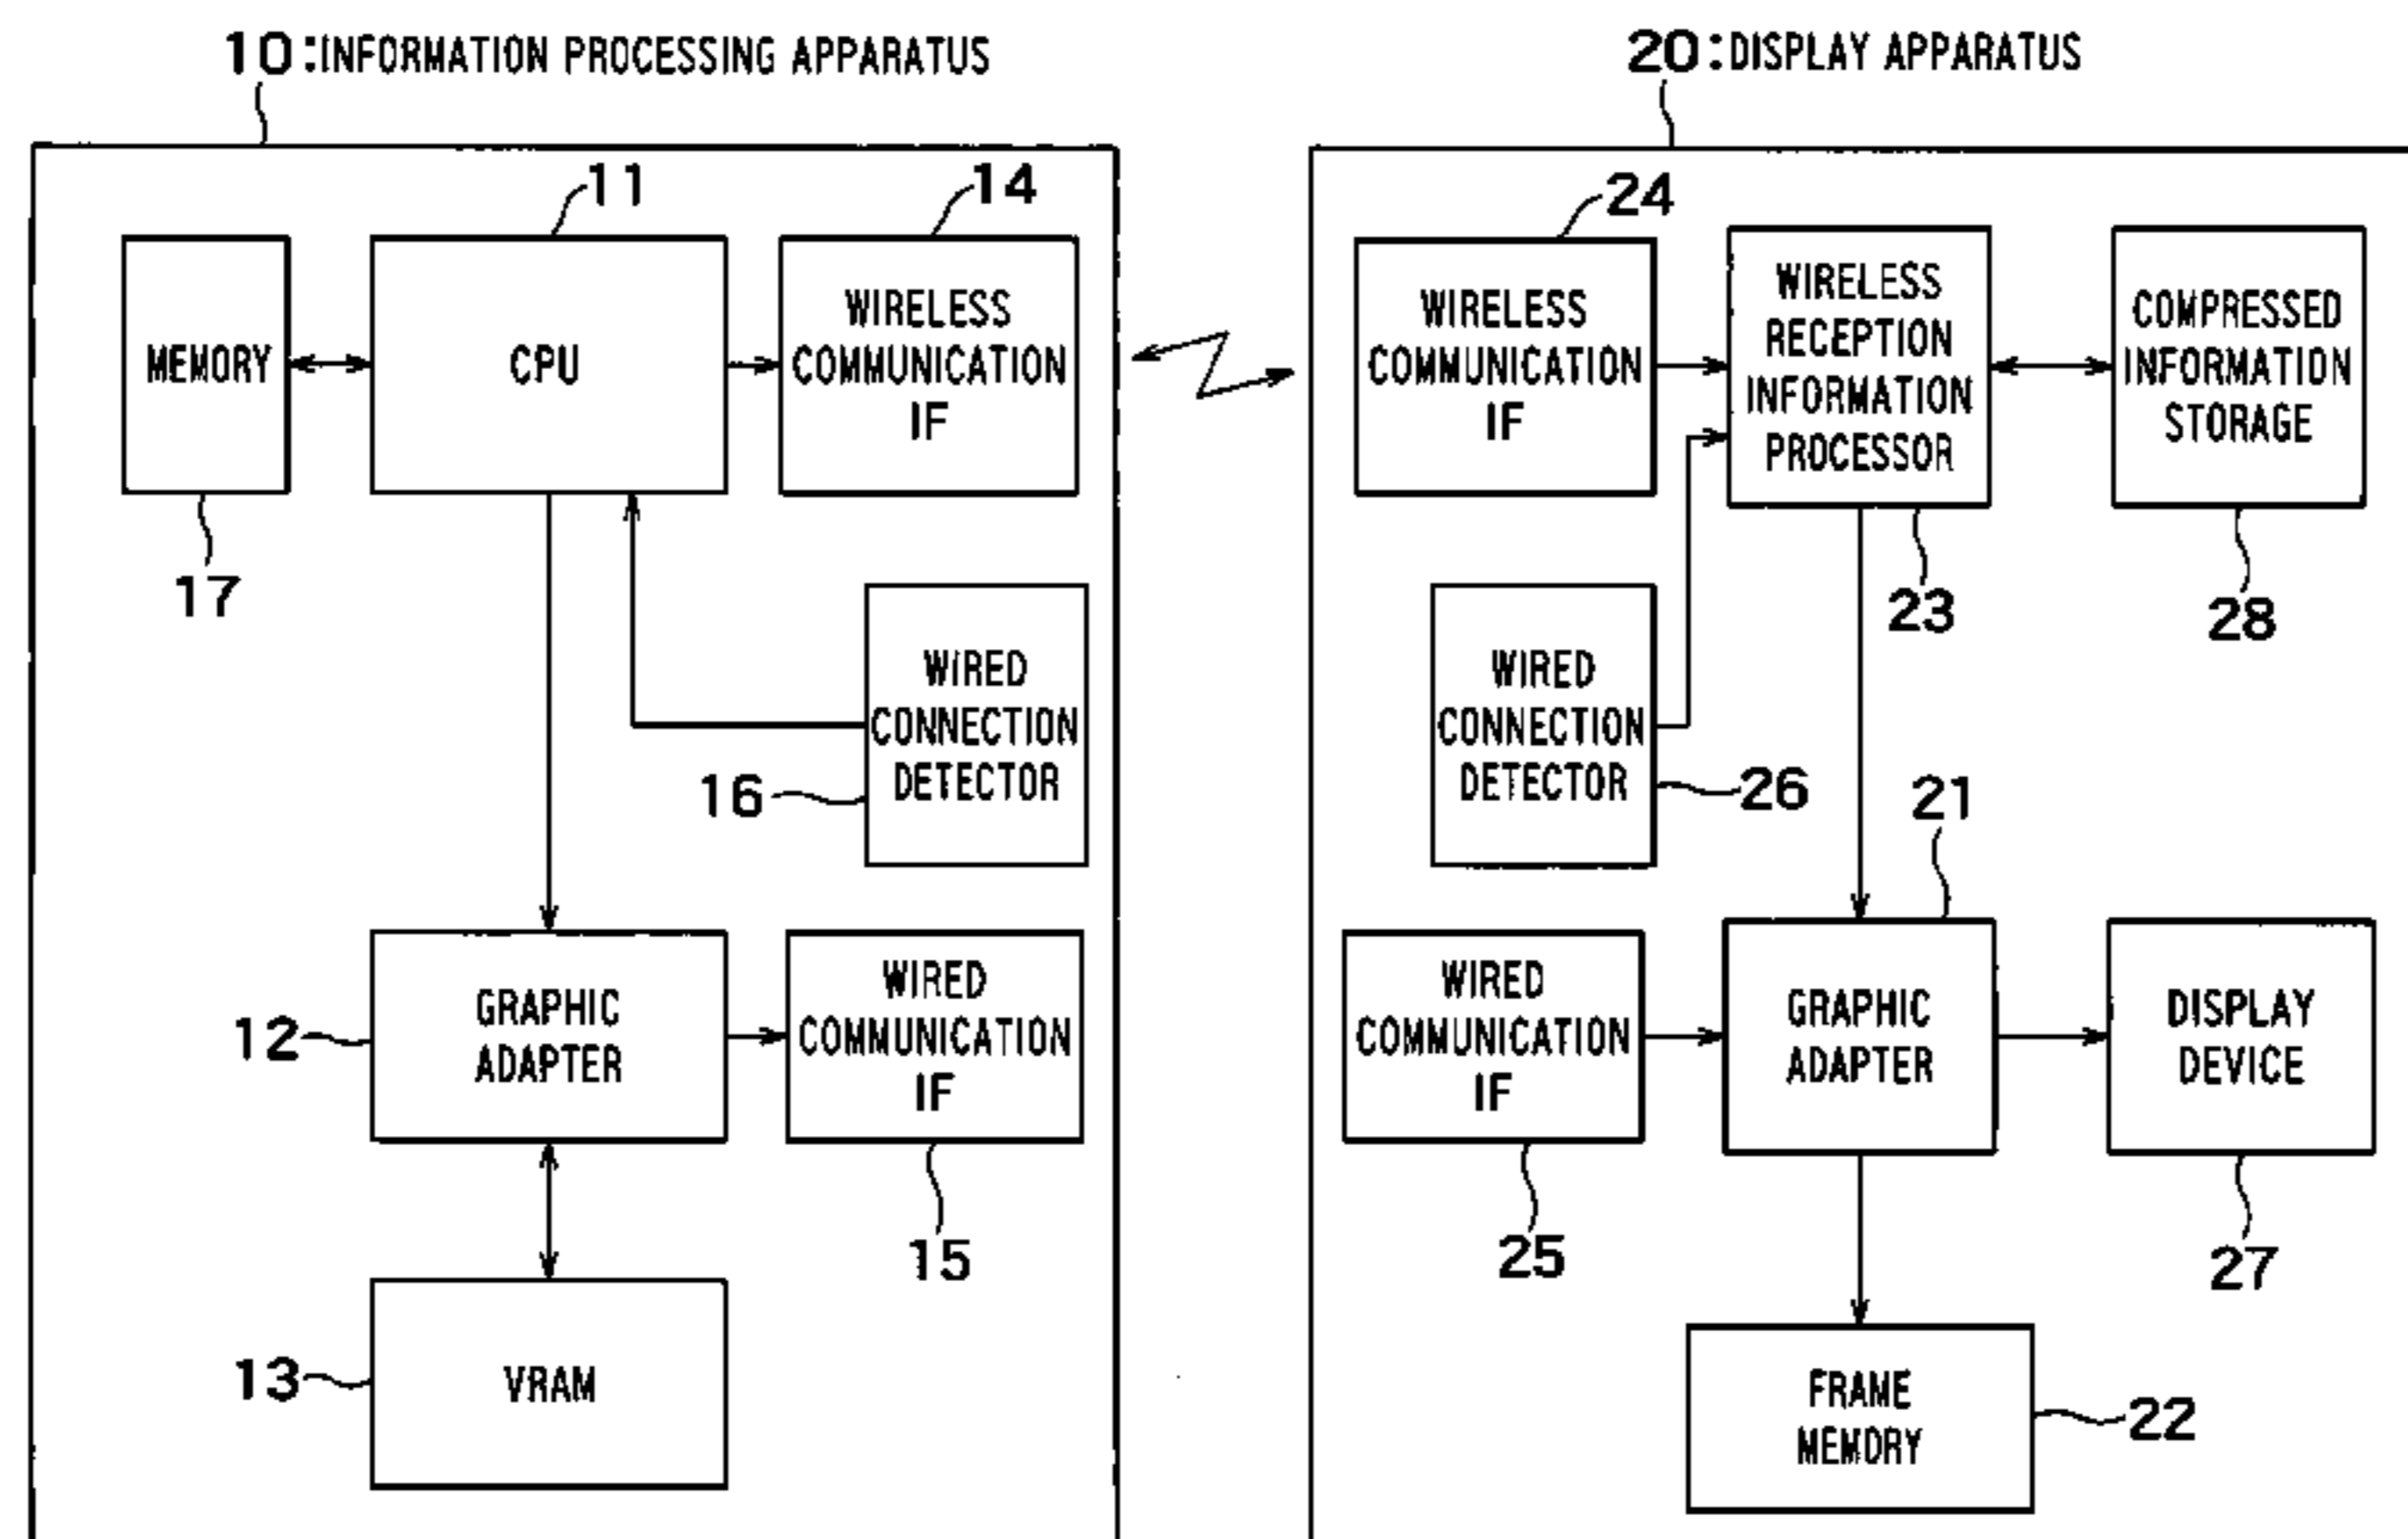 10:INFORMATION PROCESSING APPARATUS
11
14
MEMORY
CPU
WIRELESS
COMMUNICATION
IF
17
WIRED
CONNECTION
DETECTOR
16
GRAPHIC
ADAPTER
12
WIRED
COMMUNICATION
IF
15
VRAM
13
20:DISPLAY APPARATUS
24
WIRELESS
COMMUNICATION
IF
WIRELESS
RECEPTION
INFORMATION
PROCESSOR
COMPRESSED
INFORMATION
STORAGE
23
28
WIRED
CONNECTION
DETECTOR
26
21
WIRED
COMMUNICATION
IF
GRAPHIC
ADAPTER
DISPLAY
DEVICE
25
27
FRAME
MEMORY
22